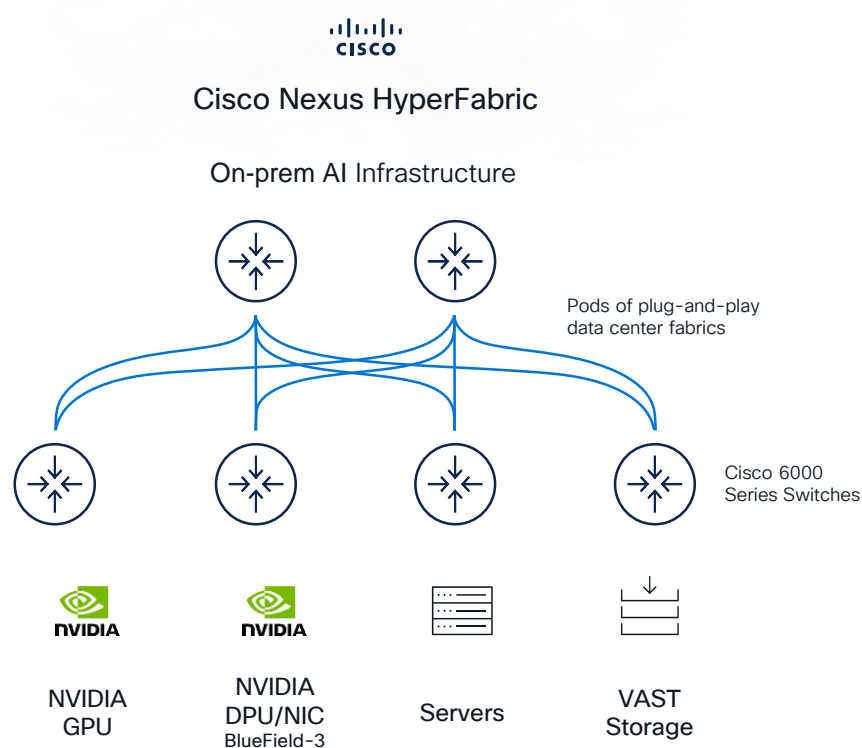 CISCO
Cisco Nexus HyperFabric
On-prem AI Infrastructure
Pods of plug-and-play
data center fabrics
Cisco 6000
Series Switches
NVIDIA
NVIDIA
NVIDIA
GPU
NVIDIA
DPU/NIC
BlueField-3
Servers
VAST
Storage